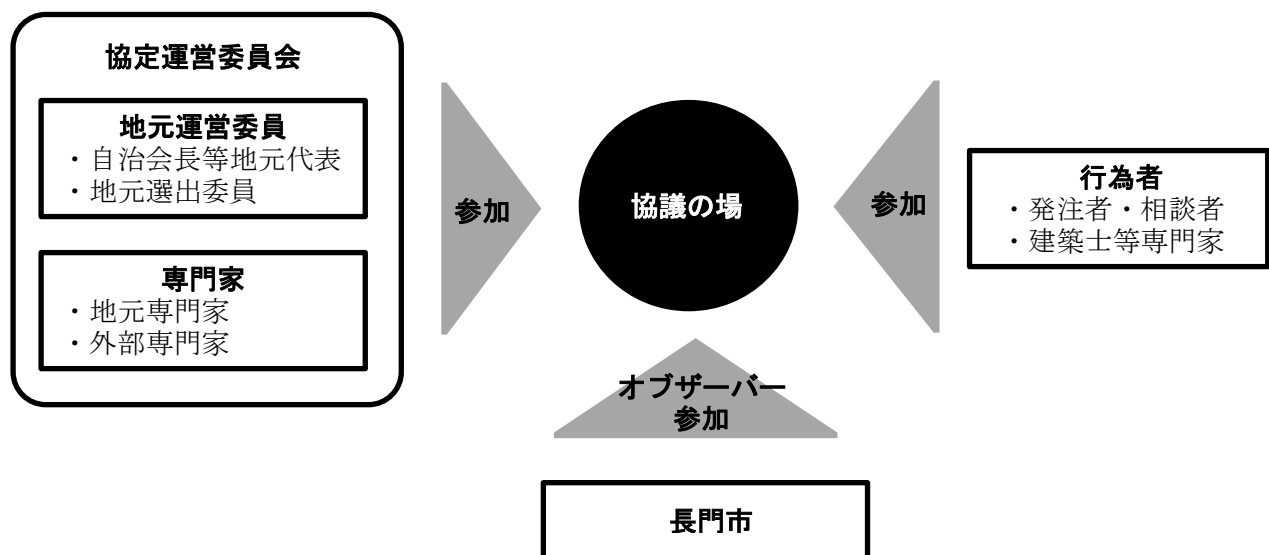 協定運営委員会
地元運営委員
・自治会長等地元代表
・地元選出委員
専門家
・地元専門家
・外部専門家
参加
協議の場
参加
行為者
・発注者・相談者
・建築士等専門家
オブザーバー
参加
長門市